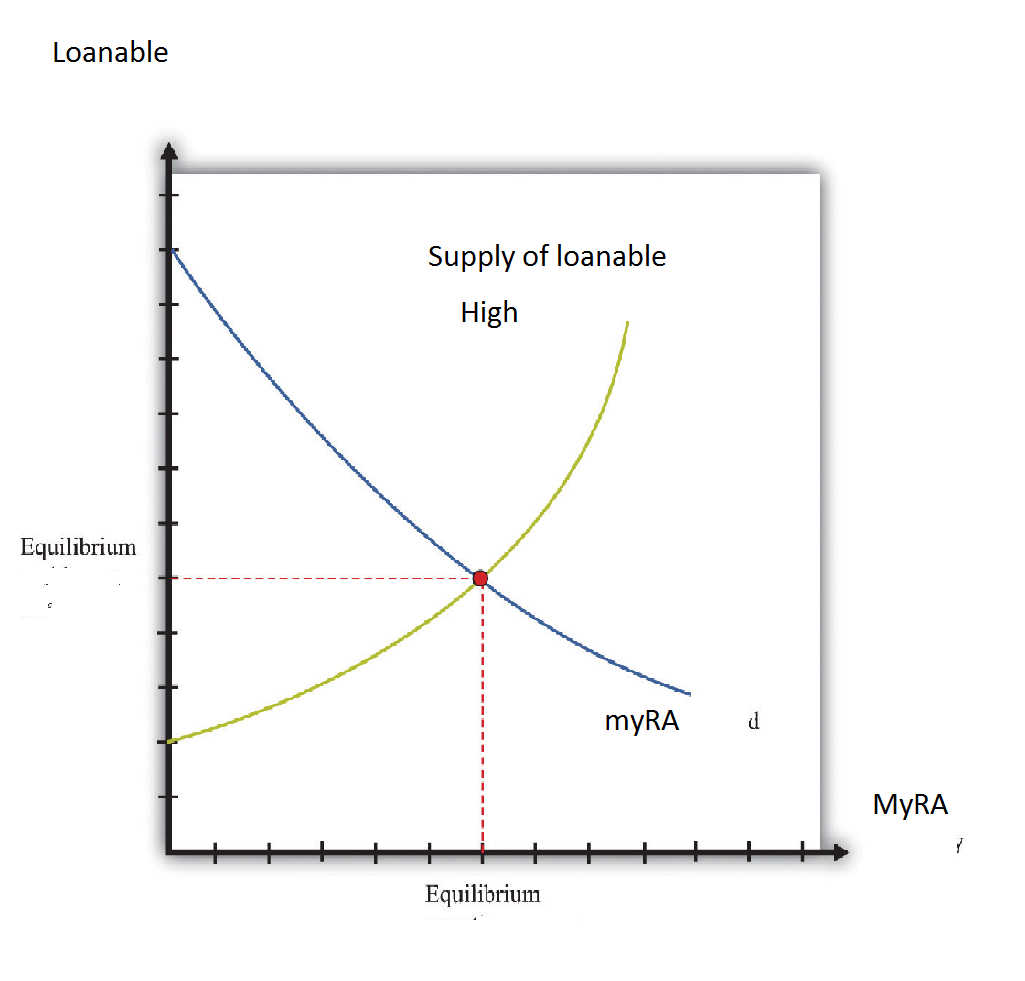 Loanable
Supply of loanable
High
Equilibrium
myRA d
MyRA
Equilibrium